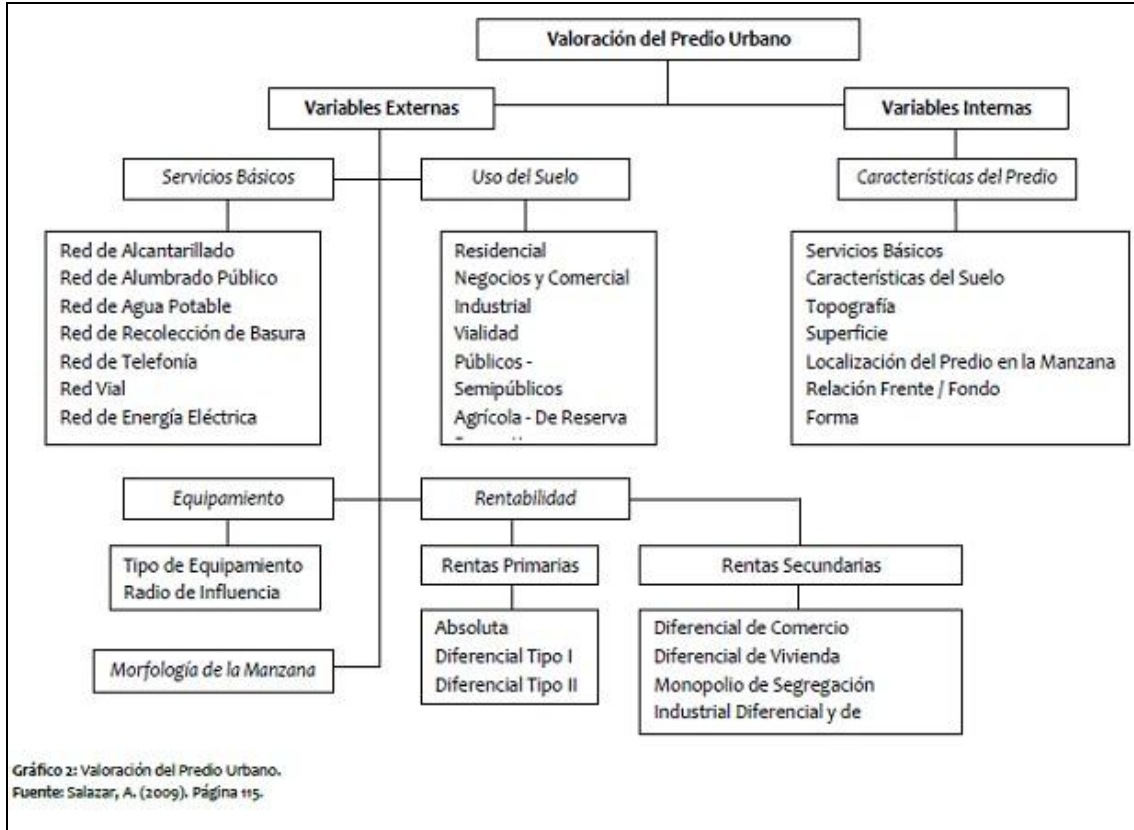 Valoración del Predio Urbano
Variables Externas
Variables Internas
Servicios Básicos
Uso del Suelo
Características del Predio
Red de Alcantarillado
Red de Alumbrado Público
Red de Agua Potable
Red de Recolección de Basura
Red de Telefonía
Red Vial
Red de Energía Eléctrica
Residencial
Negocios y Comercial
Industrial
Vialidad
Públicos -
Semipúblicos
Agrícola - De Reserva
Servicios Básicos
Características del Suelo
Topografía
Superficie
Localización del Predio en la Manzana
Relación Frente / Fondo
Forma
Equipamiento
Rentabilidad
Tipo de Equipamiento
Radio de Influencia
Rentas Primarias
Rentas Secundarias
Absoluta
Diferencial Tipo I
Diferencial Tipo II
Diferencial de Comercio
Diferencial de Vivienda
Monopolio de Segregación
Industrial Diferencial y de
Morfología de la Manzana
Gráfico 2: Valoración del Predio Urbano.
Fuente: Salazar, A. (2009). Página 115.